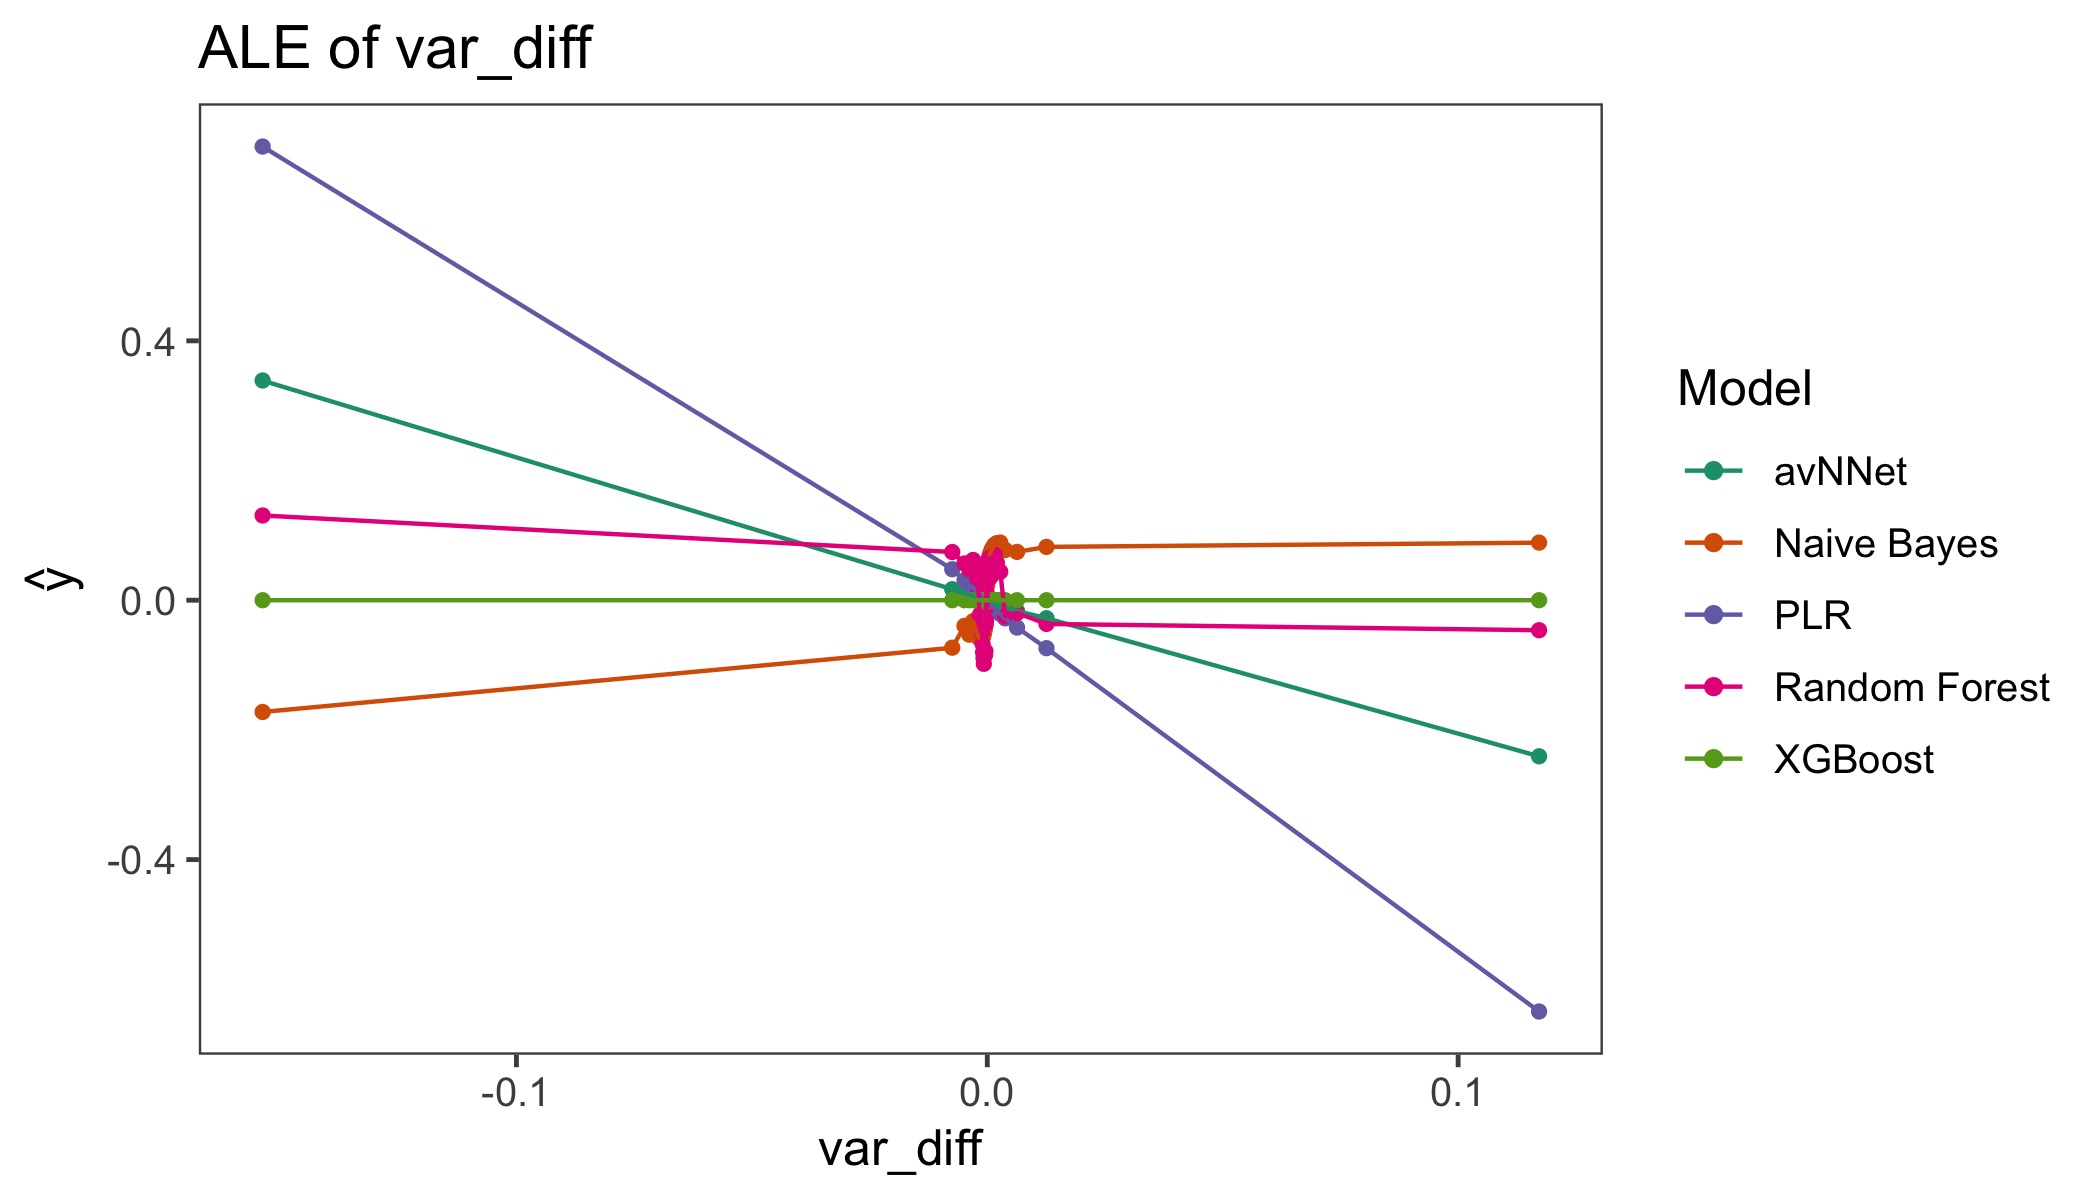 ALE of var_diff
0.4
0.0
-0.4
ŷ
-0.1
0.0
0.1
var_diff
Model
avNNet
Naive Bayes
PLR
Random Forest
XGBoost